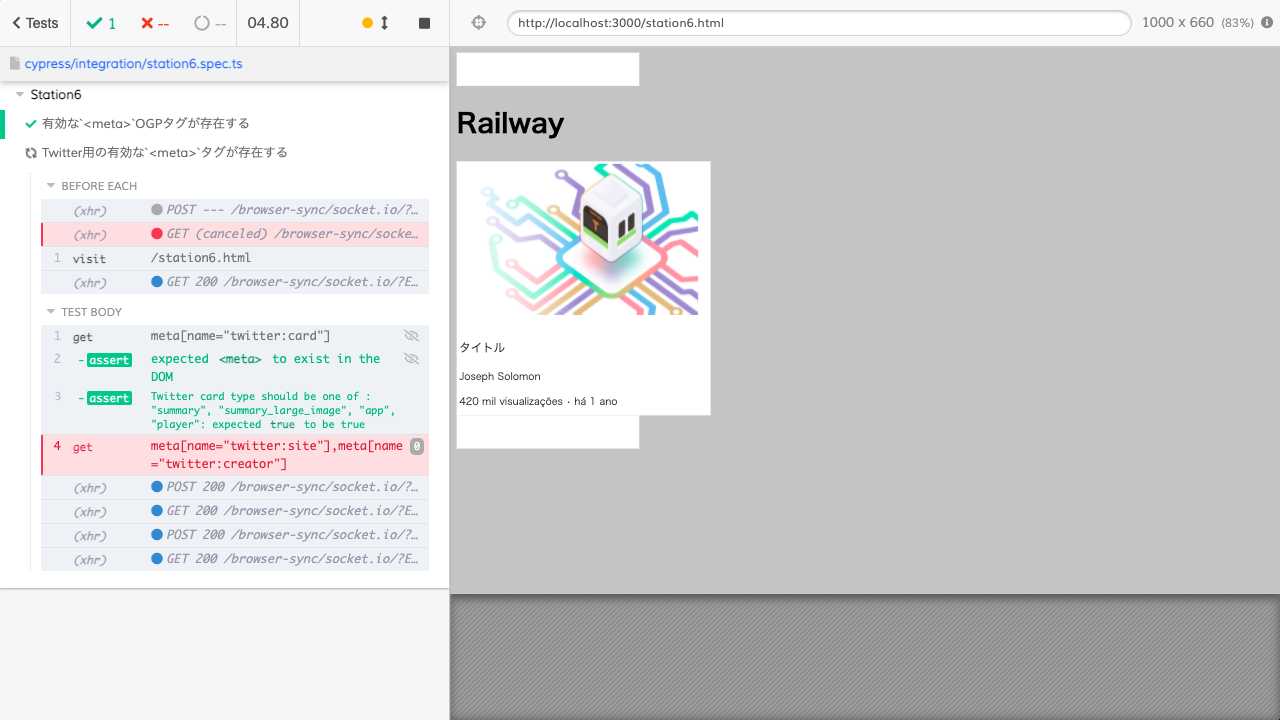 Tests
1
--
--
04.80
http://localhost:3000/station6.html
1000 x 660 (83%)
cypress/integration/station6.spec.ts
Station6
有効な`<meta>`OGPタグが存在する
Twitter用の有効な`<meta>`タグが存在する
BEFORE EACH
(xhr) POST --- /browser-sync/socket.io/?…
(xhr) GET (canceled) /browser-sync/socke…
1 visit /station6.html
(xhr) GET 200 /browser-sync/socket.io/?E…
TEST BODY
1 get meta[name="twitter:card"]
2 -assert expected <meta> to exist in the
DOM
3 -assert Twitter card type should be one of :
"summary", "summary_large_image", "app",
"player": expected true to be true
4 get meta[name="twitter:site"],meta[name 0
="twitter:creator"]
(xhr) POST 200 /browser-sync/socket.io/?…
(xhr) GET 200 /browser-sync/socket.io/?E…
(xhr) POST 200 /browser-sync/socket.io/?…
(xhr) GET 200 /browser-sync/socket.io/?E…
Railway
T
タイトル
Joseph Solomon
420 mil visualizações · há 1 ano